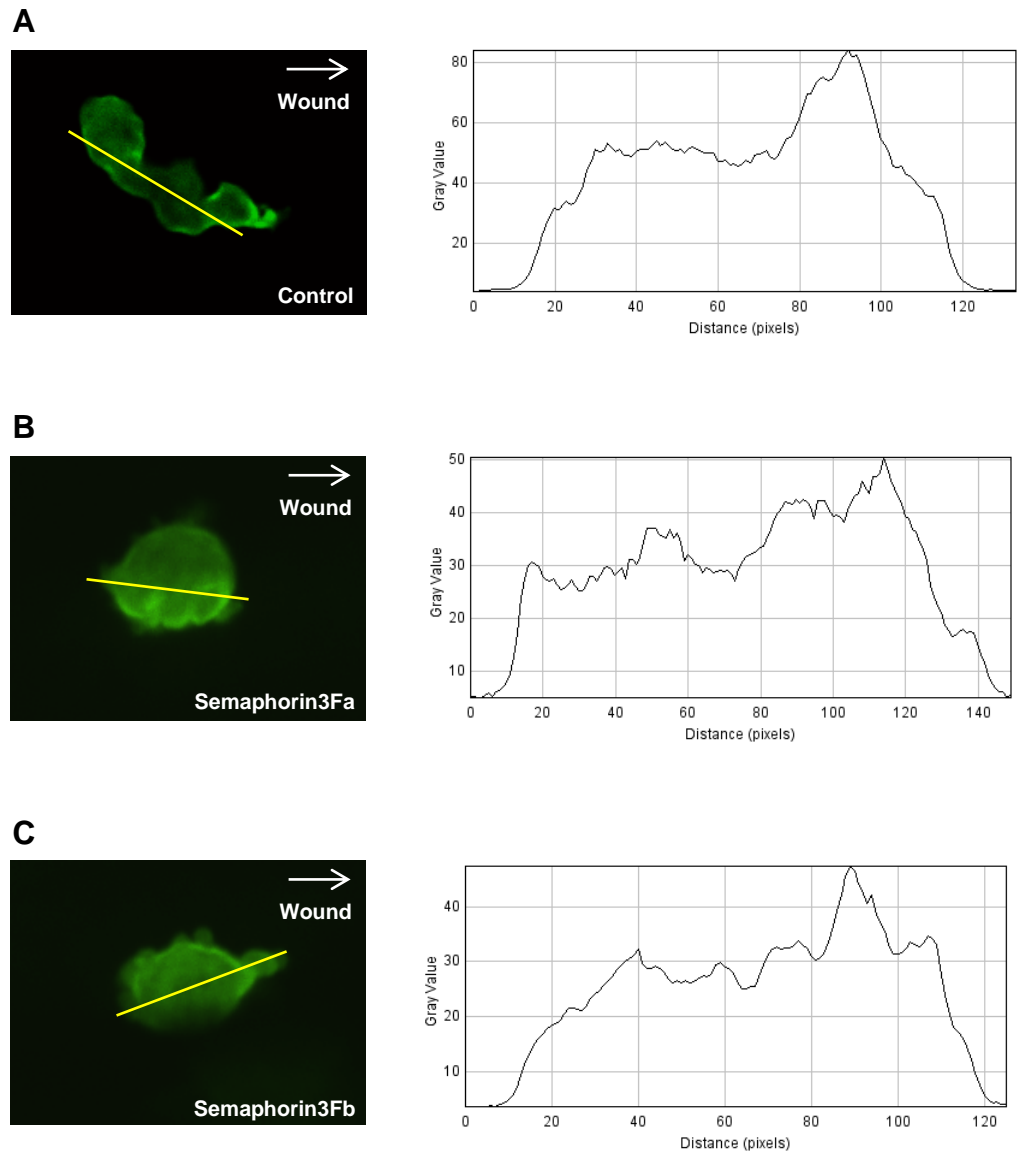 A
Wound
Control
80
60
40
20
Gray Value
0 20 40 60 80 100 120
Distance (pixels)
B
Wound
Semaphorin3Fa
50
40
30
20
10
Gray Value
0 20 40 60 80 100 120 140
Distance (pixels)
C
Wound
Semaphorin3Fb
40
30
20
10
Gray Value
0 20 40 60 80 100 120
Distance (pixels)